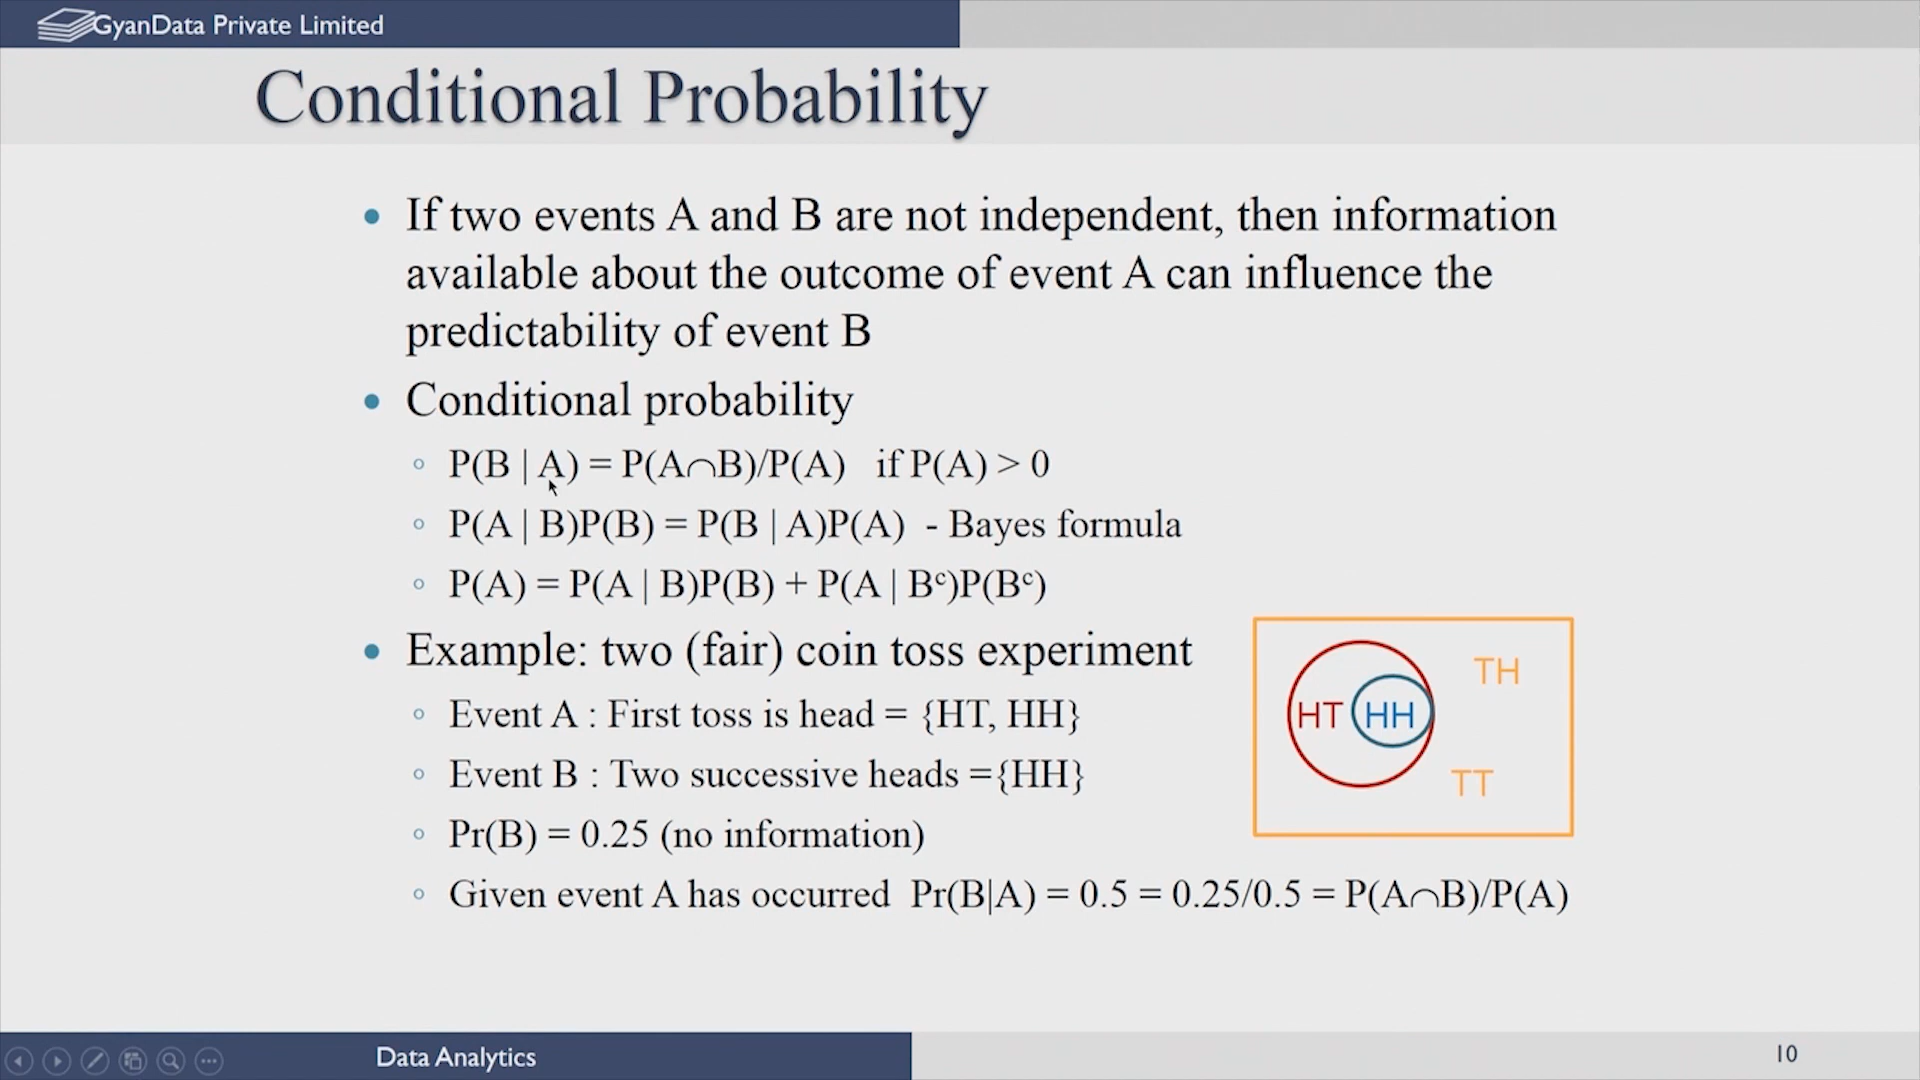 GyanData Private Limited
Conditional Probability
• If two events A and B are not independent, then information
available about the outcome of event A can influence the
predictability of event B
• Conditional probability
◦ P(B | A) = P(A∩B)/P(A) if P(A) > 0
◦ P(A | B)P(B) = P(B | A)P(A) - Bayes formula
◦ P(A) = P(A | B)P(B) + P(A | Bᶜ)P(Bᶜ)
• Example: two (fair) coin toss experiment
◦ Event A : First toss is head = {HT, HH}
◦ Event B : Two successive heads ={HH}
◦ Pr(B) = 0.25 (no information)
◦ Given event A has occurred Pr(B|A) = 0.5 = 0.25/0.5 = P(A∩B)/P(A)
TH
HT HH
TT
Data Analytics
10